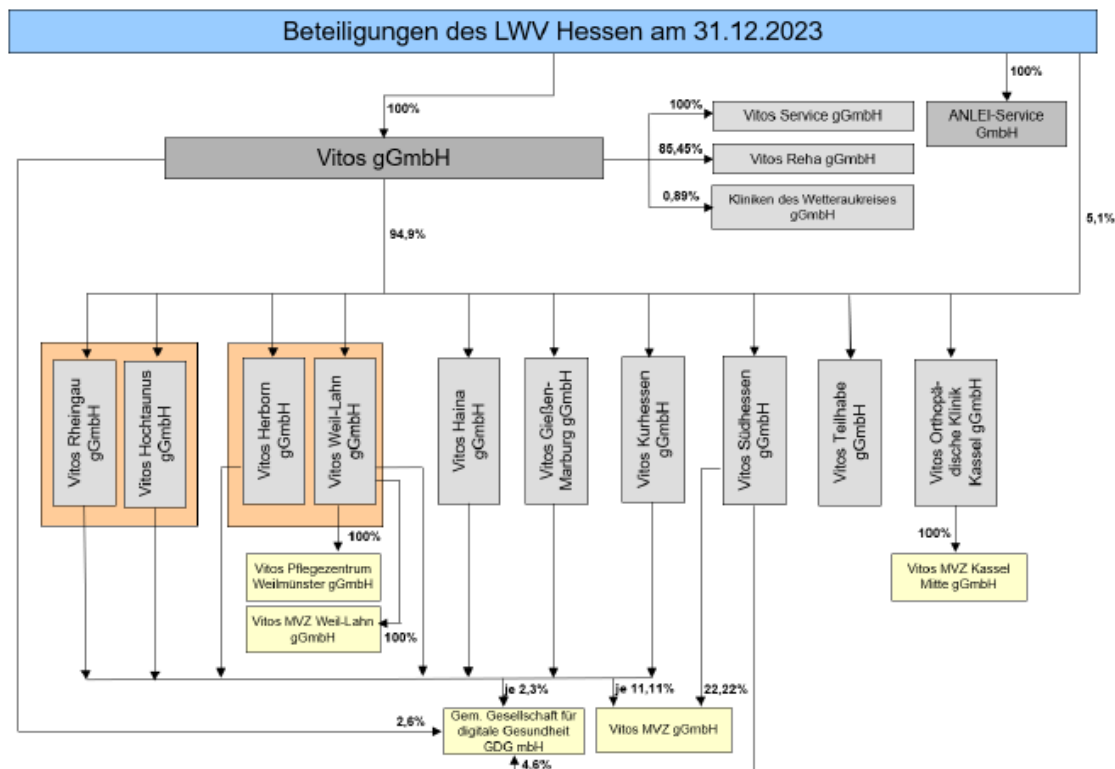 Beteiligungen des LWV Hessen am 31.12.2023
100%
100%
5,1%
Vitos gGmbH
100%
Vitos Service gGmbH
85,45%
Vitos Reha gGmbH
0,89%
Kliniken des Wetteraukreises
gGmbH
ANLEI-Service
GmbH
94,9%
Vitos Rheingau
gGmbH
Vitos Hochtaunus
gGmbH
Vitos Herborn
gGmbH
Vitos Weil-Lahn
gGmbH
Vitos Haina
gGmbH
Vitos Gießen-
Marburg gGmbH
Vitos Kurhessen
gGmbH
Vitos Südhessen
gGmbH
Vitos Teilhabe
gGmbH
Vitos Orthopä-
dische Klinik
Kassel gGmbH
100%
Vitos Pflegezentrum
Weilmünster gGmbH
Vitos MVZ Weil-Lahn
gGmbH
100%
100%
Vitos MVZ Kassel
Mitte gGmbH
je 2,3%
je 11,11%
22,22%
2,6%
Gem. Gesellschaft für
digitale Gesundheit
GDG mbH
Vitos MVZ gGmbH
4,6%